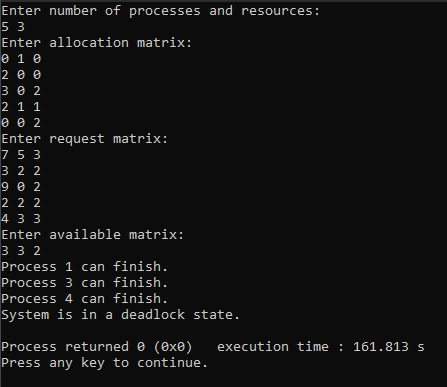 Enter number of processes and resources:
5 3
Enter allocation matrix:
0 1 0
2 0 0
3 0 2
2 1 1
0 0 2
Enter request matrix:
7 5 3
3 2 2
9 0 2
2 2 2
4 3 3
Enter available matrix:
3 3 2
Process 1 can finish.
Process 3 can finish.
Process 4 can finish.
System is in a deadlock state.
Process returned 0 (0x0)   execution time : 161.813 s
Press any key to continue.